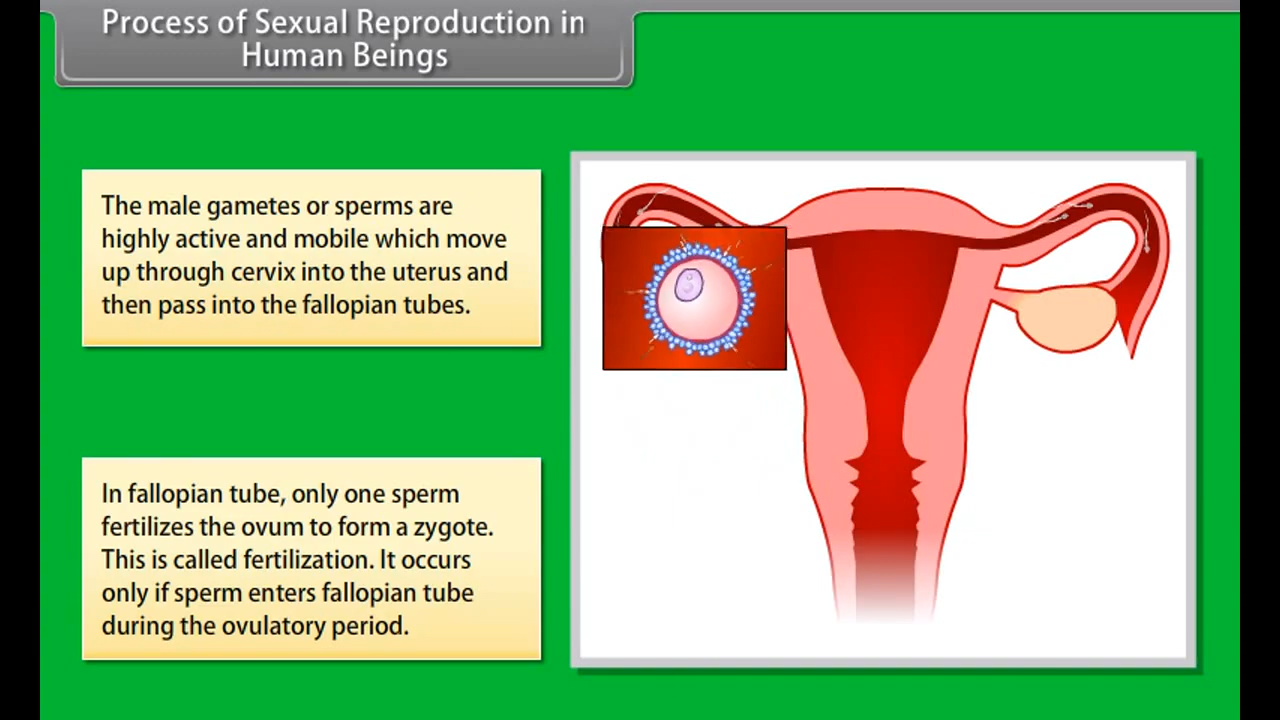 Process of Sexual Reproduction in
Human Beings
The male gametes or sperms are
highly active and mobile which move
up through cervix into the uterus and
then pass into the fallopian tubes.
In fallopian tube, only one sperm
fertilizes the ovum to form a zygote.
This is called fertilization. It occurs
only if sperm enters fallopian tube
during the ovulatory period.